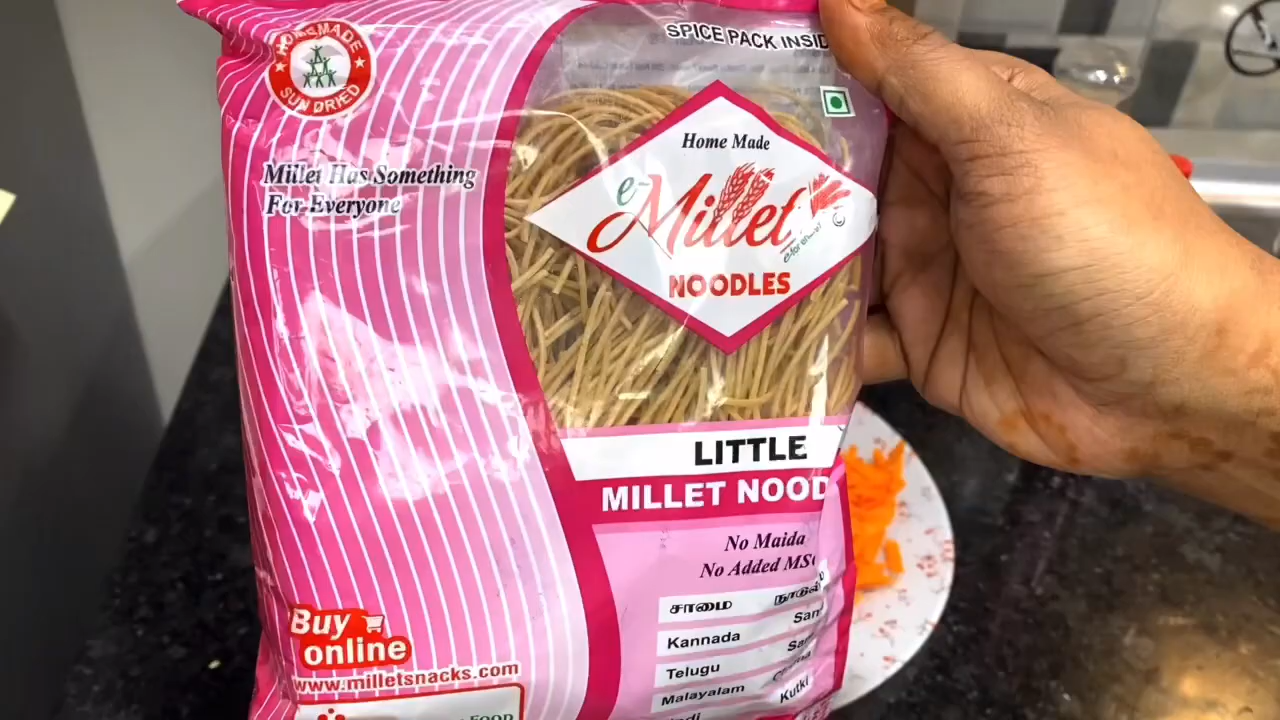 HOMEMADE
SUN DRIED
SPICE PACK INSID
Millet Has Something
For Everyone
Home Made
e-Millet
NOODLES
LITTLE
MILLET NOOD
No Maida
No Added MS
சாமை
Kannada
Telugu
Malayalam
Kutki
Buy
online
www.milletsnacks.com
FOOD